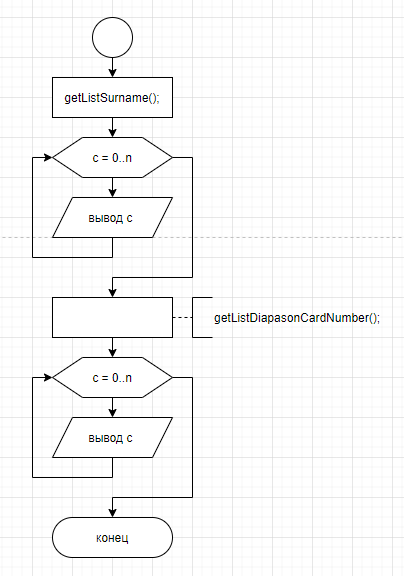 getListSurname();
c = 0..n
вывод c
getListDiapasonCardNumber();
c = 0..n
вывод c
конец